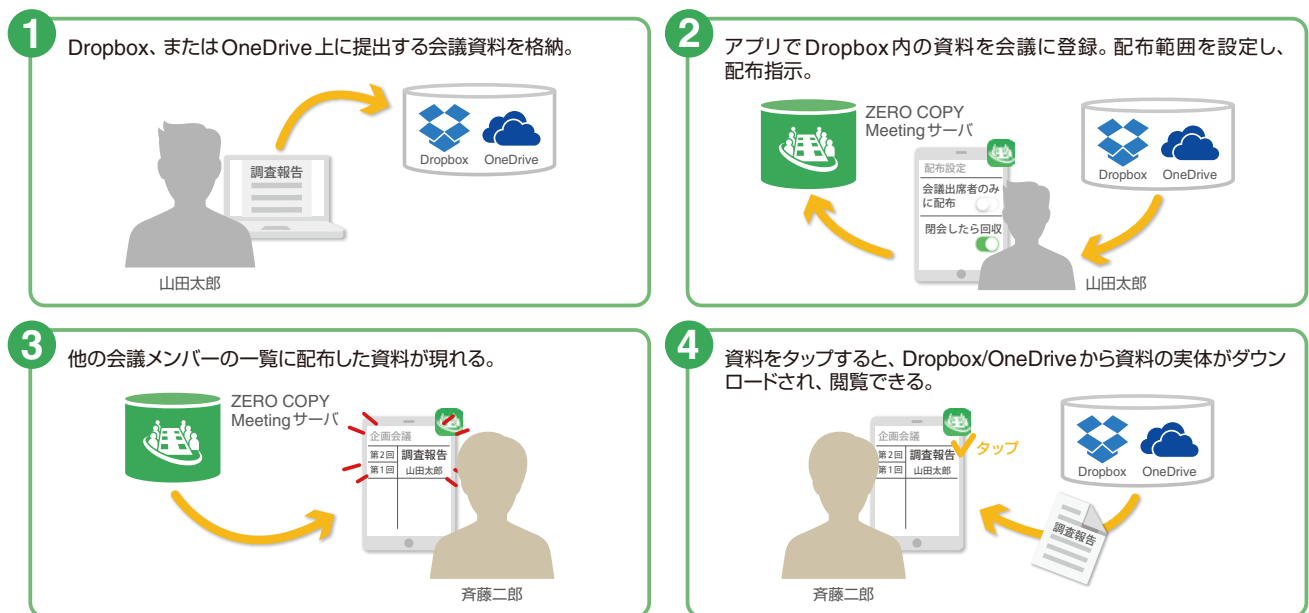 1
Dropbox、またはOneDrive上に提出する会議資料を格納。
Dropbox OneDrive
調査報告
山田太郎
2
アプリでDropbox内の資料を会議に登録。配布範囲を設定し、
配布指示。
ZERO COPY
Meetingサーバ
配布設定
会議出席者のみ
に配布
閉会したら回収
Dropbox OneDrive
山田太郎
3
他の会議メンバーの一覧に配布した資料が現れる。
ZERO COPY
Meetingサーバ
企画会議
第2回 調査報告
第1回 山田太郎
斉藤二郎
4
資料をタップすると、Dropbox/OneDriveから資料の実体がダウン
ロードされ、閲覧できる。
企画会議
第2回 調査報告
第1回 山田太郎
タップ
Dropbox OneDrive
調査報告
斉藤二郎